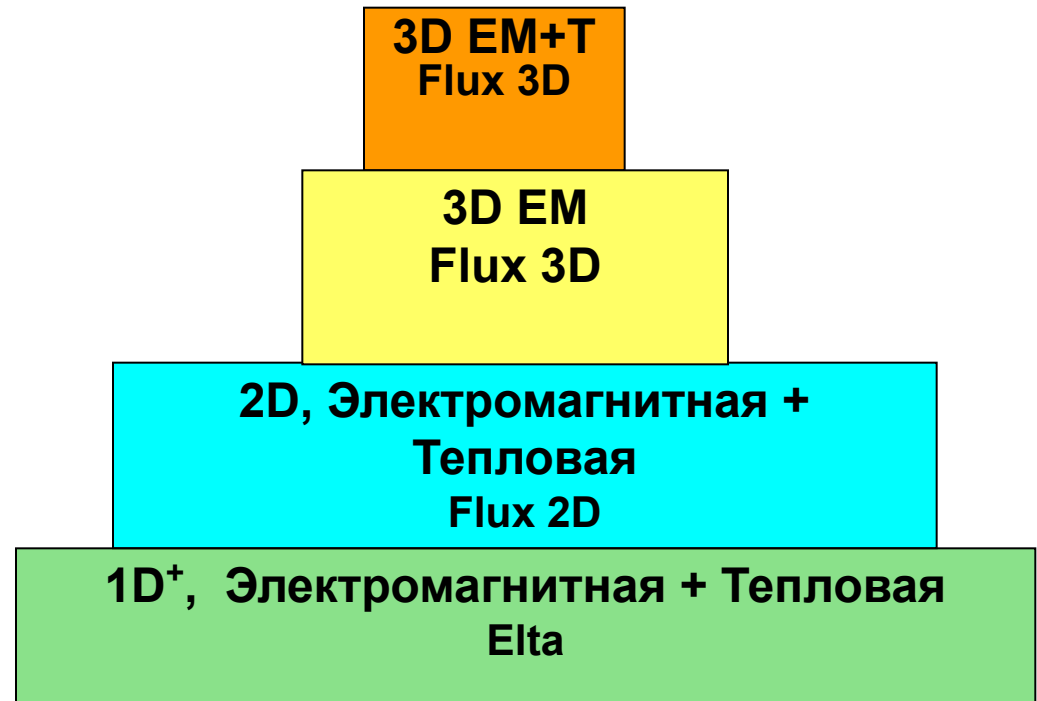 3D EM+T
Flux 3D
3D EM
Flux 3D
2D, Электромагнитная +
Тепловая
Flux 2D
1D⁺, Электромагнитная + Тепловая
Elta